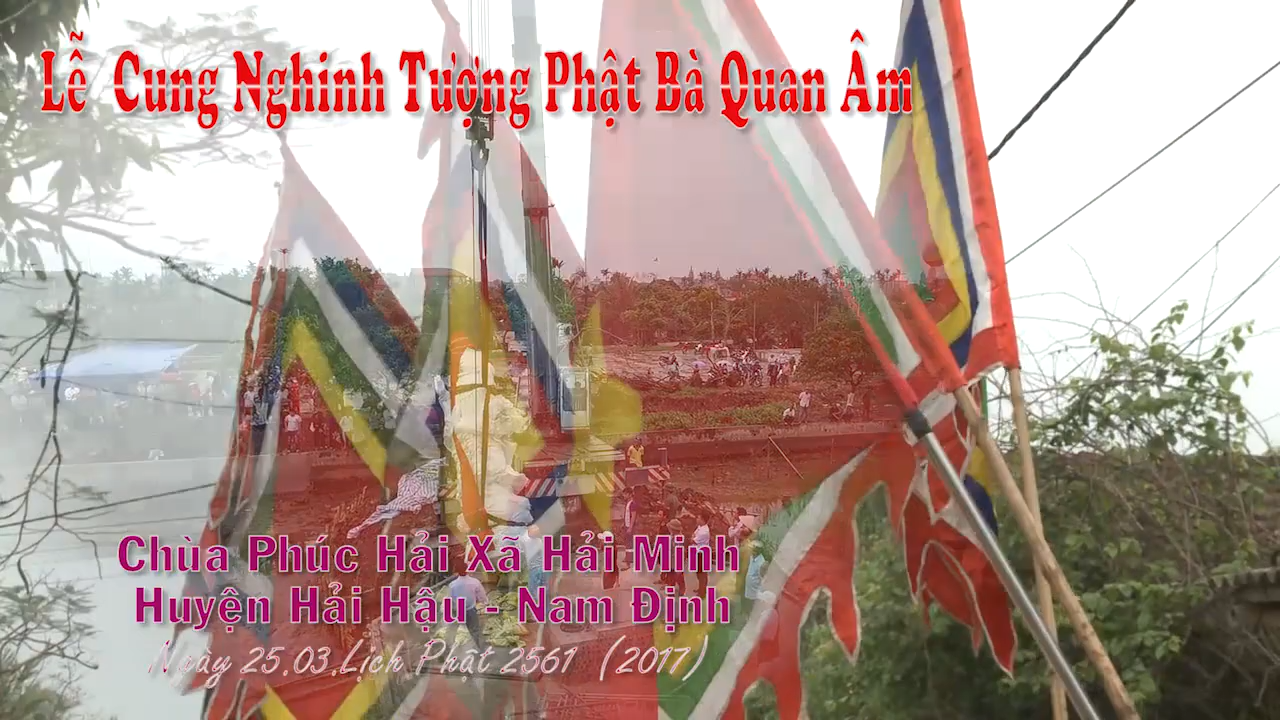 Lễ Cung Nghinh Tượng Phật Bà Quan Âm
Chùa Phúc Hải Xã Hải Minh
Huyện Hải Hậu - Nam Định
Ngày 25.03.Lịch Phật 2561 (2017)